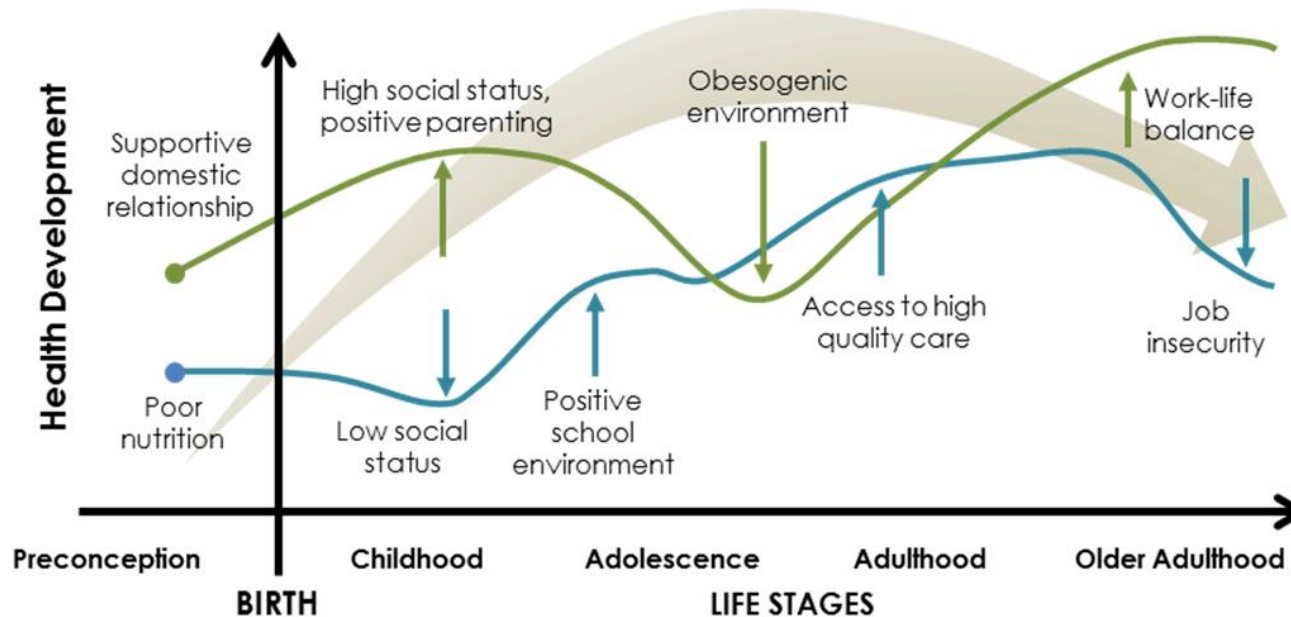 Health Development
Supportive
domestic
relationship
High social status,
positive parenting
Obesogenic
environment
Work-life
balance
Poor
nutrition
Low social
status
Positive
school
environment
Access to high
quality care
Job
insecurity
Preconception
Childhood
Adolescence
Adulthood
Older Adulthood
BIRTH
LIFE STAGES